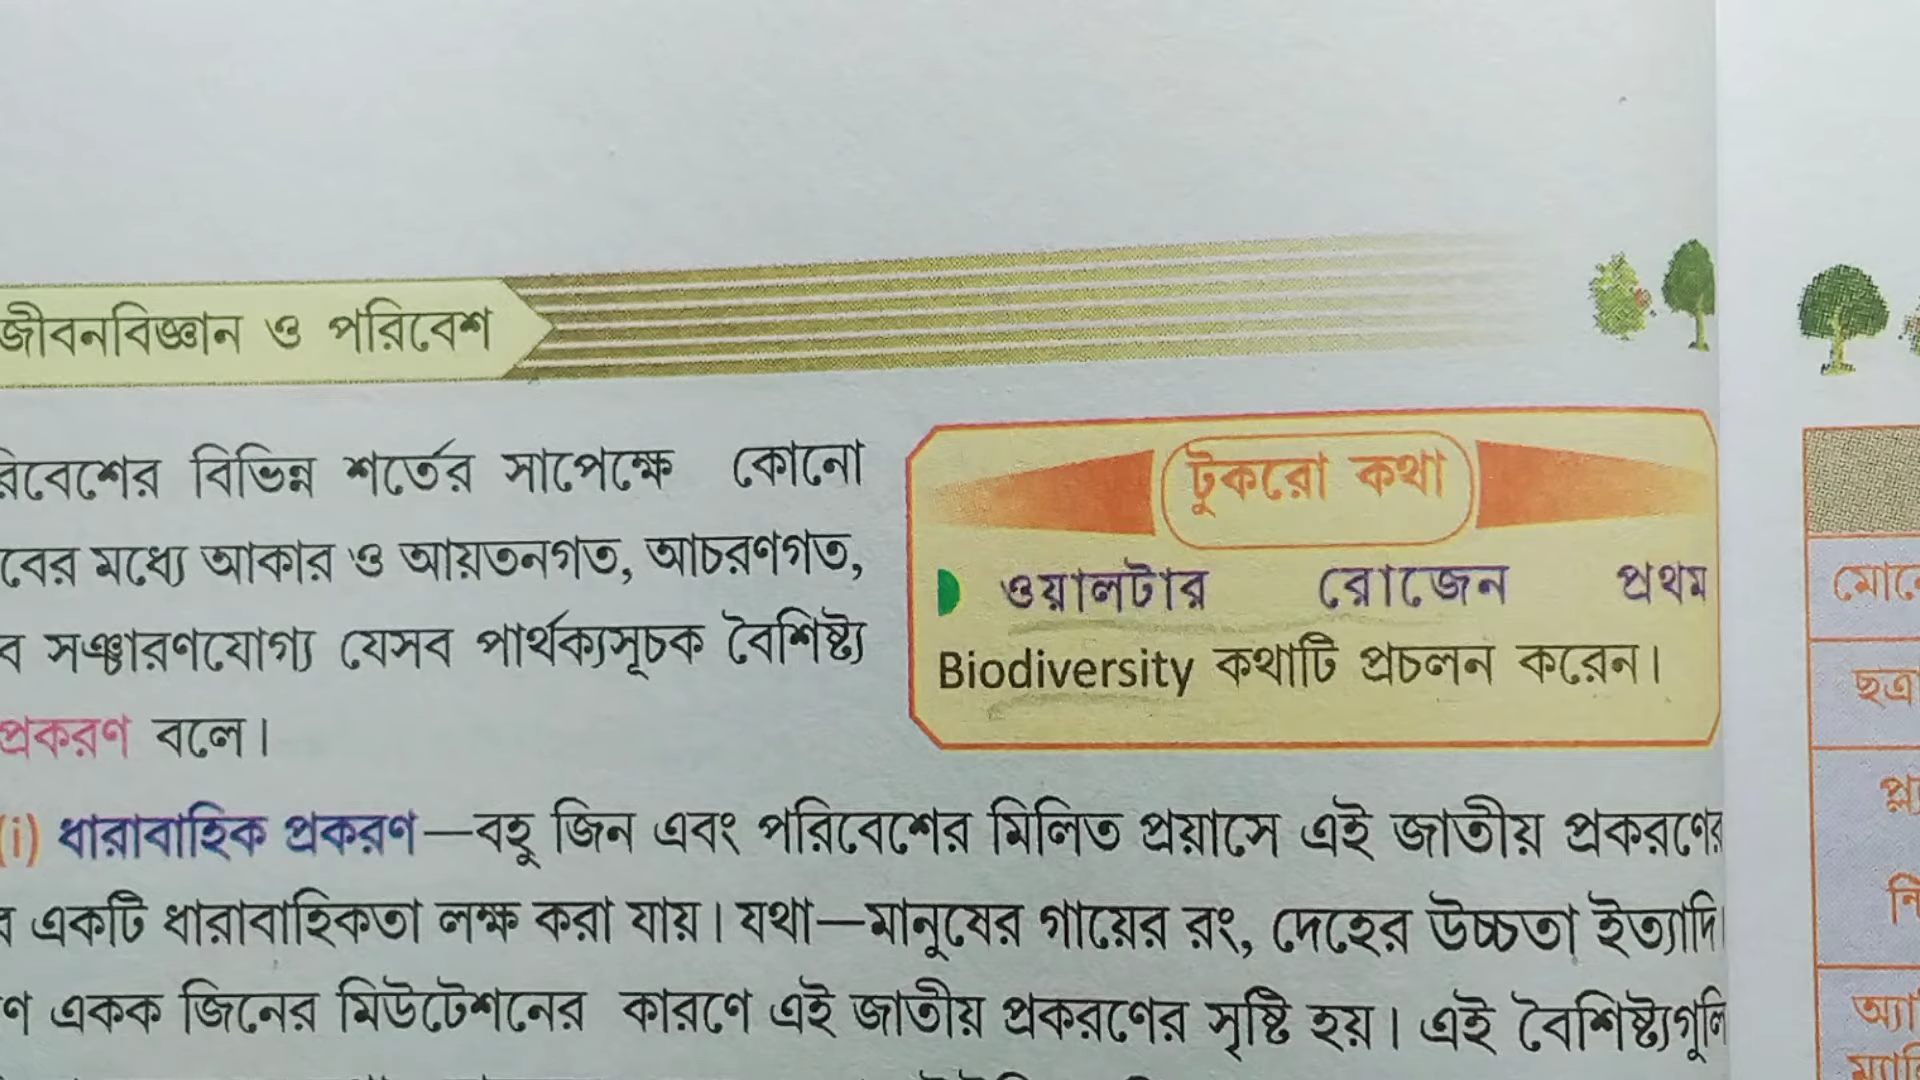 জীবনবিজ্ঞান ও পরিবেশ
বিভিন্ন শর্তের সাপেক্ষে কোনো
মধ্যে আকার ও আয়তনগত, আচরণগত,
সঞ্চারণযোগ্য যেসব পার্থক্যসূচক বৈশিষ্ট্য
প্রকরণ বলে।
টুকরো কথা
ওয়ালটার রোজেন প্রথম
Biodiversity কথাটি প্রচলন করেন।
(i) ধারাবাহিক প্রকরণ—বহু জিন এবং পরিবেশের মিলিত প্রয়াসে এই জাতীয় প্রকরণের
একটি ধারাবাহিকতা লক্ষ করা যায়। যথা—মানুষের গায়ের রং, দেহের উচ্চতা ইত্যাদি।
একক জিনের মিউটেশনের কারণে এই জাতীয় প্রকরণের সৃষ্টি হয়। এই বৈশিষ্ট্যগুলি